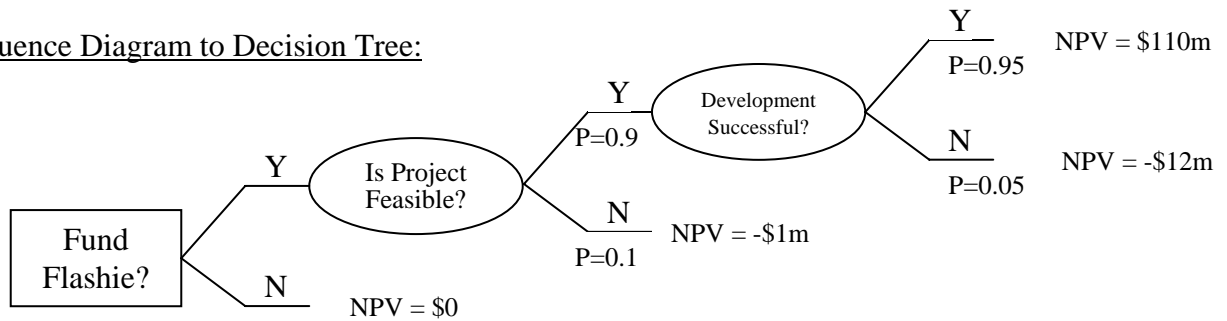 uence Diagram to Decision Tree:
Y
NPV = $110m
P=0.95
Y
Development
Successful?
P=0.9
N
NPV = -$12m
P=0.05
Y
Is Project
Feasible?
N
NPV = -$1m
P=0.1
Fund
Flashie?
N
NPV = $0